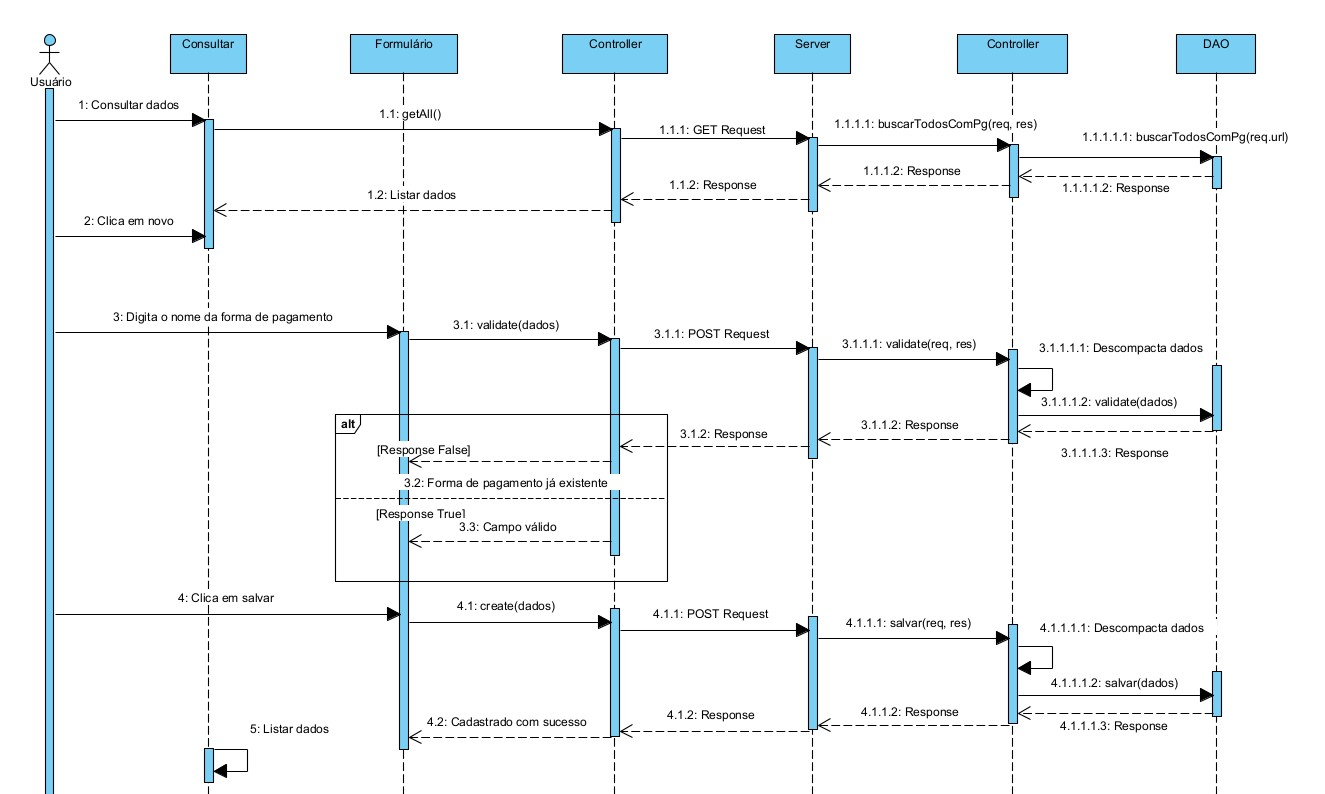 Usuário
Consultar
Formulário
Controller
Server
Controller
DAO
1: Consultar dados
1.1: getAll()
1.1.1: GET Request
1.1.1.1: buscarTodosComPg(req, res)
1.1.1.1.1: buscarTodosComPg(req.url)
1.1.1.1.2: Response
1.1.1.2: Response
1.1.2: Response
1.2: Listar dados
2: Clica em novo
3: Digita o nome da forma de pagamento
3.1: validate(dados)
3.1.1: POST Request
3.1.1.1: validate(req, res)
3.1.1.1.1: Descompacta dados
3.1.1.1.2: validate(dados)
3.1.1.1.3: Response
3.1.1.2: Response
3.1.2: Response
alt
[Response False]
3.2: Forma de pagamento já existente
[Response True]
3.3: Campo válido
4: Clica em salvar
4.1: create(dados)
4.1.1: POST Request
4.1.1.1: salvar(req, res)
4.1.1.1.1: Descompacta dados
4.1.1.1.2: salvar(dados)
4.1.1.1.3: Response
4.1.1.2: Response
4.1.2: Response
4.2: Cadastrado com sucesso
5: Listar dados